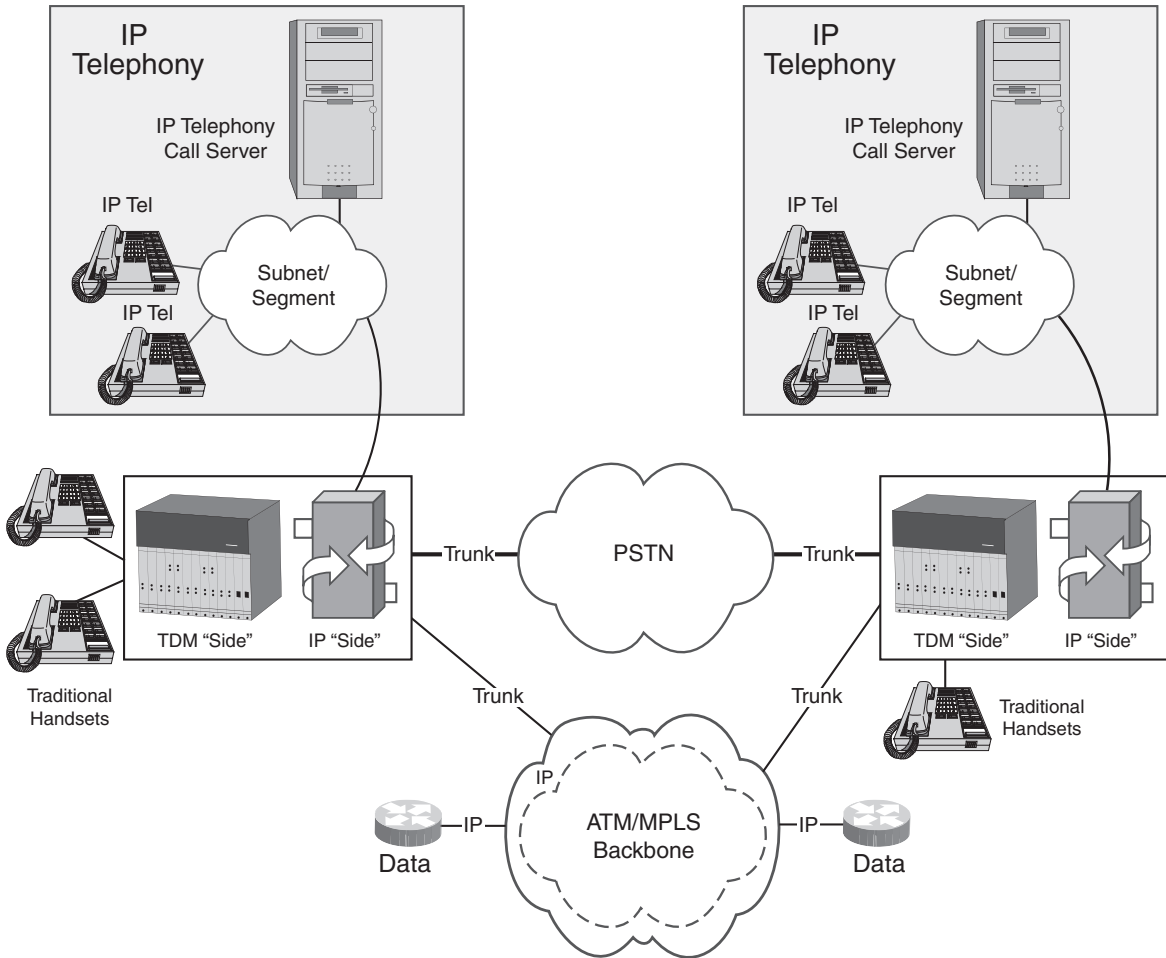 IP
Telephony
IP Telephony
Call Server
IP Tel
Subnet/
Segment
IP Tel
IP
Telephony
IP Telephony
Call Server
IP Tel
Subnet/
Segment
IP Tel
TDM “Side”
IP “Side”
Trunk
PSTN
Trunk
TDM “Side”
IP “Side”
Traditional
Handsets
Trunk
Trunk
Traditional
Handsets
IP
ATM/MPLS
Backbone
IP
IP
Data
Data